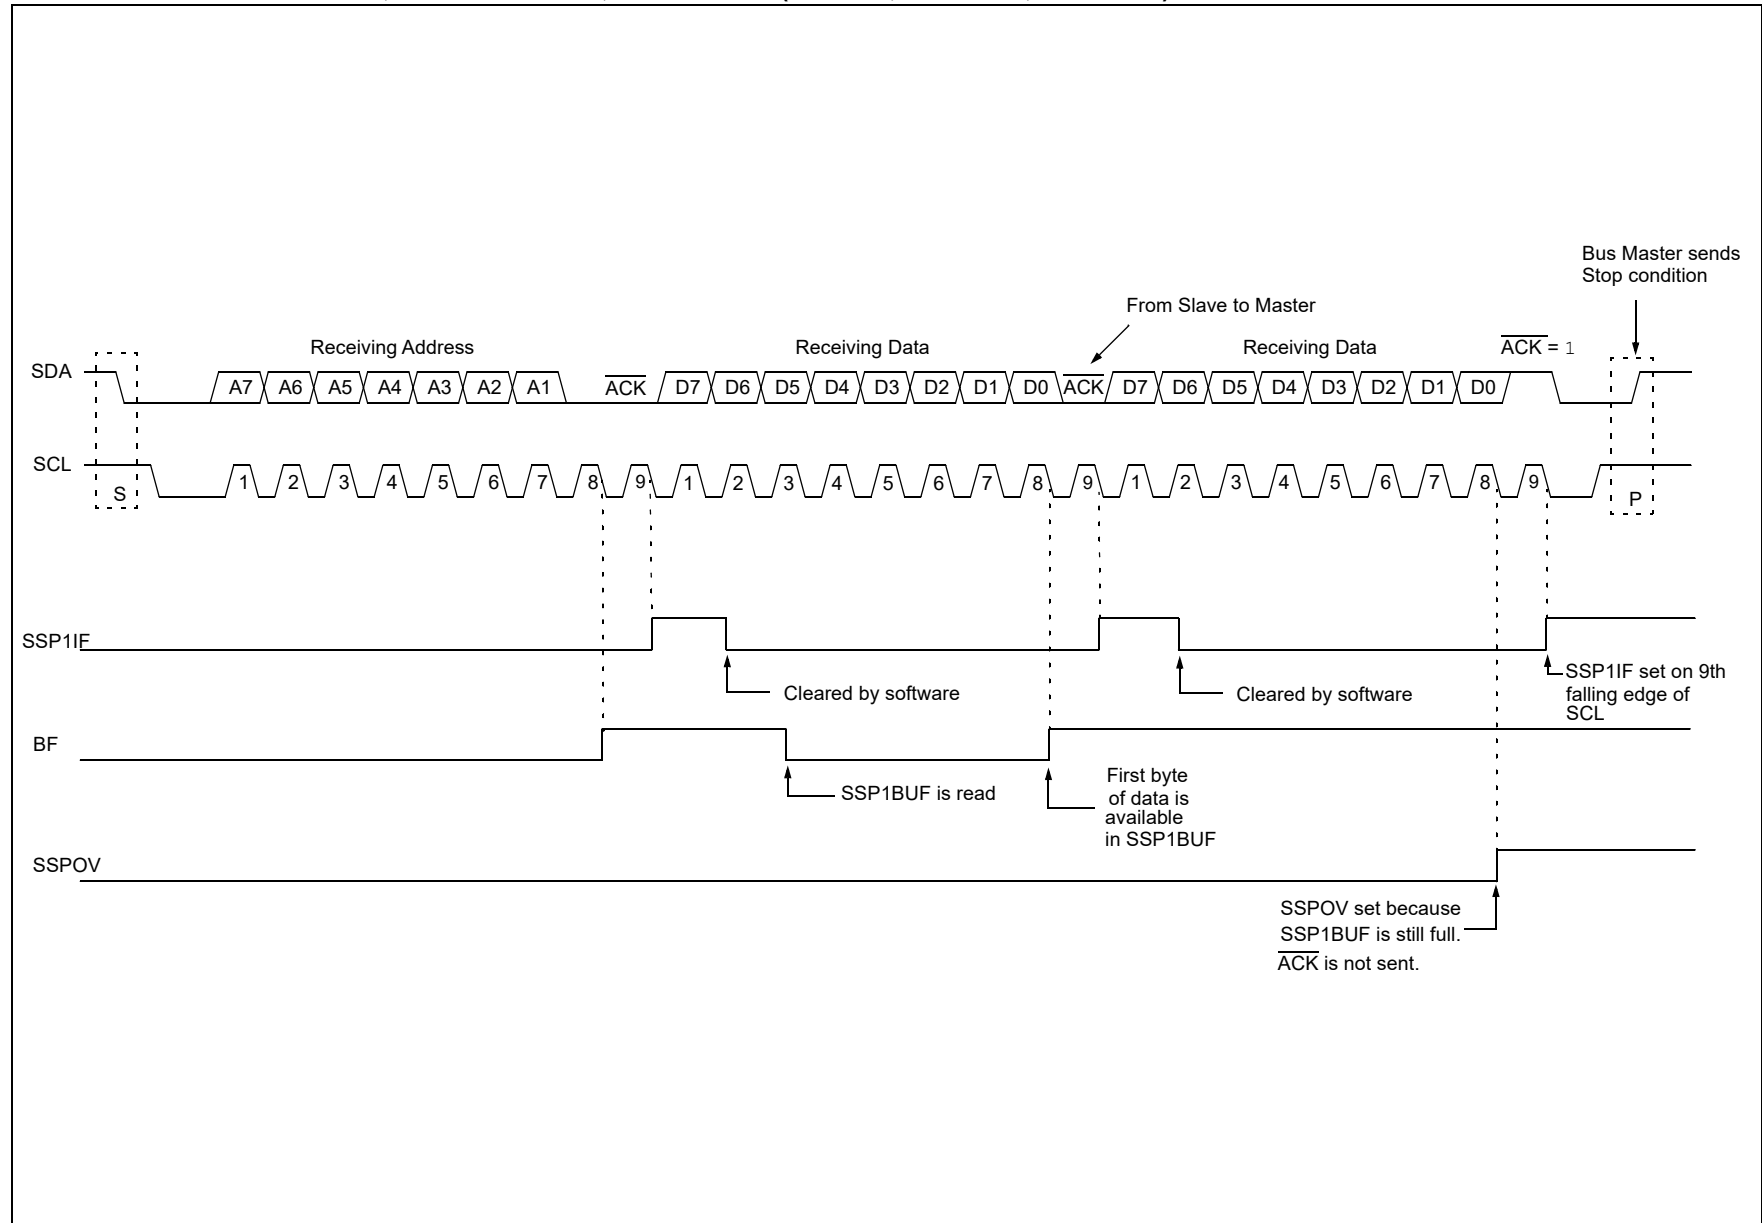 Bus Master sends
Stop condition
From Slave to Master
Receiving Address
Receiving Data
Receiving Data
ACK = 1
SDA
A7 A6 A5 A4 A3 A2 A1 ACK D7 D6 D5 D4 D3 D2 D1 D0 ACK D7 D6 D5 D4 D3 D2 D1 D0
SCL
S
1 2 3 4 5 6 7 8 9 1 2 3 4 5 6 7 8 9 1 2 3 4 5 6 7 8 9
P
SSP1IF
Cleared by software
Cleared by software
SSP1IF set on 9th
falling edge of
SCL
BF
SSP1BUF is read
First byte
of data is
available
in SSP1BUF
SSPOV
SSPOV set because
SSP1BUF is still full.
ACK is not sent.